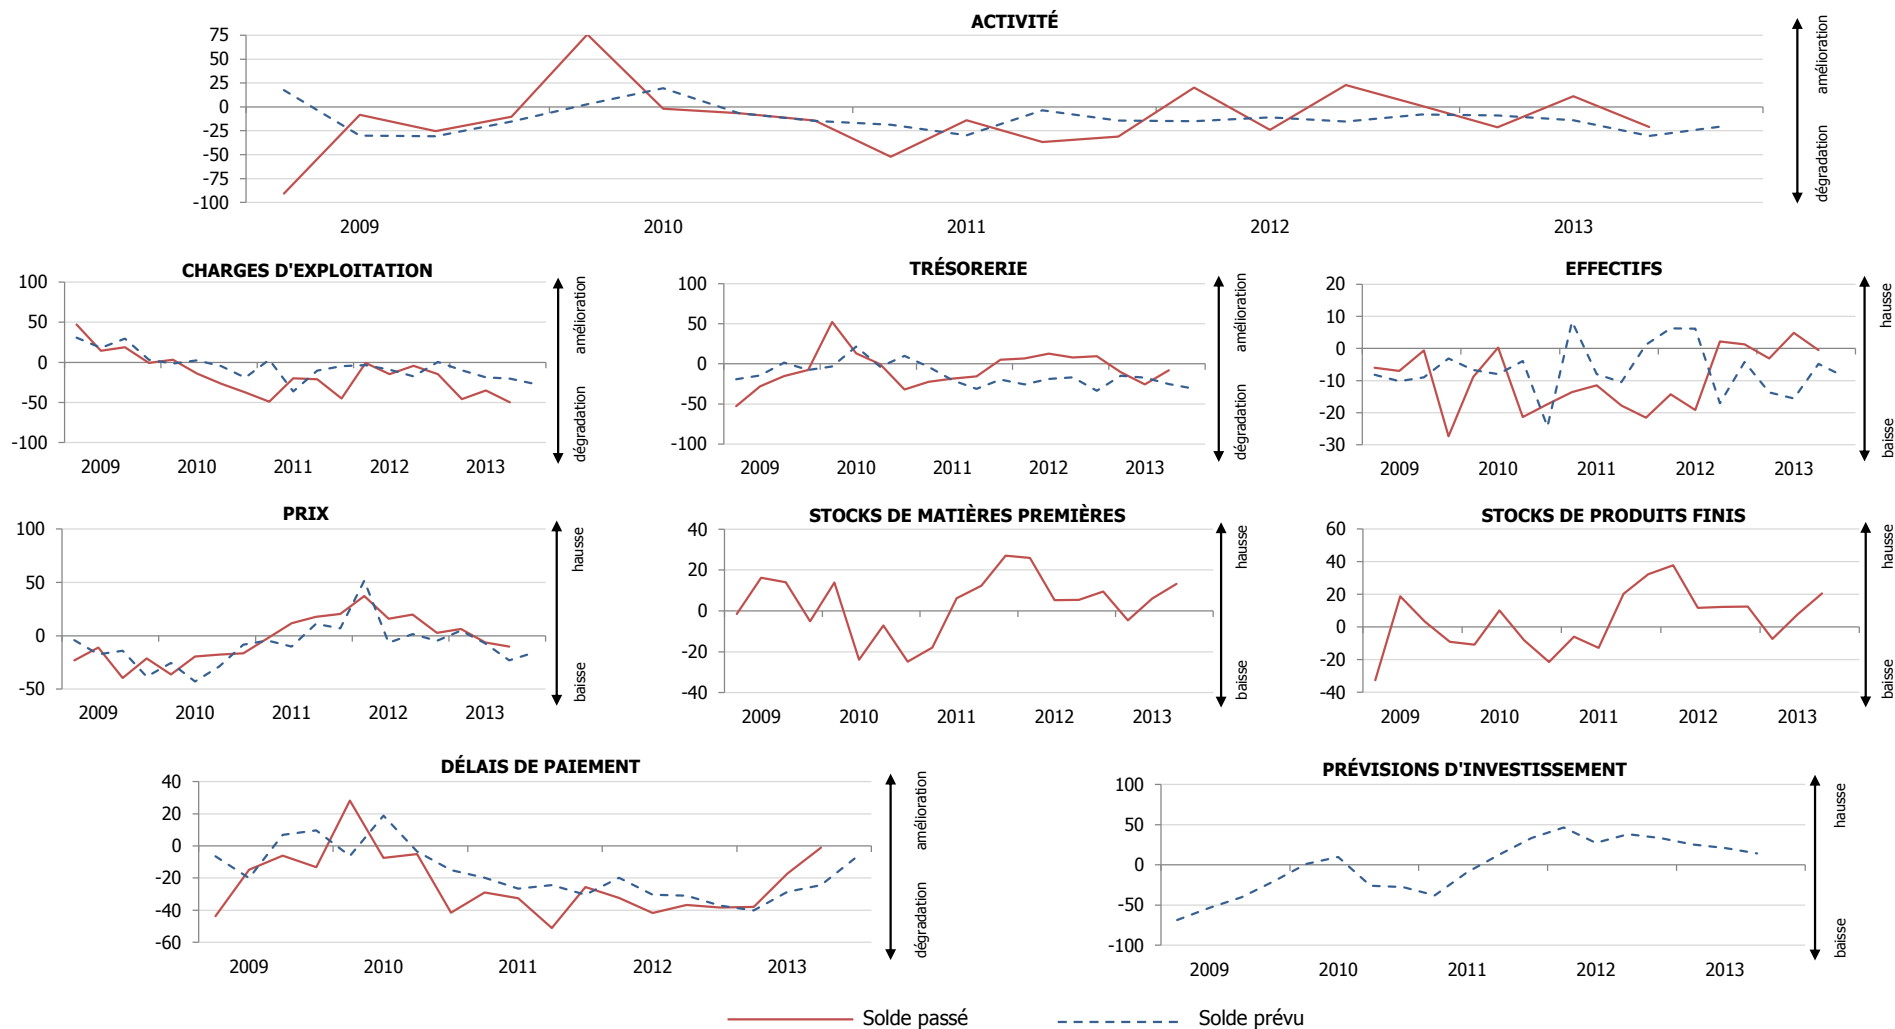 ACTIVITÉ
75
50
25
0
-25
-50
-75
-100
2009 2010 2011 2012 2013
amélioration
dégradation
CHARGES D'EXPLOITATION
100
50
0
-50
-100
2009 2010 2011 2012 2013
amélioration
dégradation
TRÉSORERIE
100
50
0
-50
-100
2009 2010 2011 2012 2013
amélioration
dégradation
EFFECTIFS
20
10
0
-10
-20
-30
2009 2010 2011 2012 2013
hausse
baisse
PRIX
100
50
0
-50
2009 2010 2011 2012 2013
hausse
baisse
STOCKS DE MATIÈRES PREMIÈRES
40
20
0
-20
-40
2009 2010 2011 2012 2013
hausse
baisse
STOCKS DE PRODUITS FINIS
60
40
20
0
-20
-40
2009 2010 2011 2012 2013
hausse
baisse
DÉLAIS DE PAIEMENT
40
20
0
-20
-40
-60
2009 2010 2011 2012 2013
amélioration
dégradation
PRÉVISIONS D'INVESTISSEMENT
100
50
0
-50
-100
2009 2010 2011 2012 2013
hausse
baisse
Solde passé Solde prévu